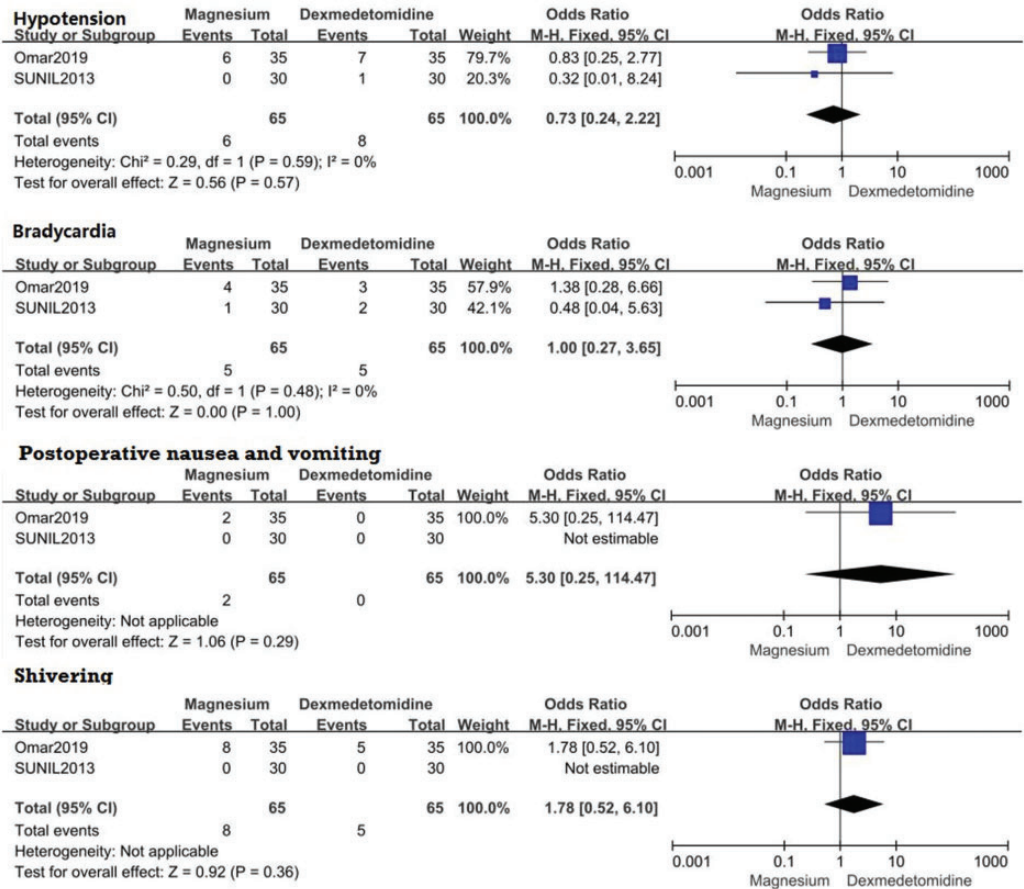 Hypotension Magnesium Dexmedetomidine Odds Ratio Odds Ratio
Study or Subgroup Events Total Events Total Weight M-H, Fixed, 95% CI M-H, Fixed, 95% CI
Omar2019 6 35 7 35 79.7% 0.83 [0.25, 2.77]
SUNIL2013 0 30 1 30 20.3% 0.32 [0.01, 8.24]
Total (95% CI) 65 65 100.0% 0.73 [0.24, 2.22]
Total events 6 8
Heterogeneity: Chi² = 0.29, df = 1 (P = 0.59); I² = 0%
Test for overall effect: Z = 0.56 (P = 0.57)
0.001 0.1 1 10 1000
Magnesium Dexmedetomidine
Bradycardia
Magnesium Dexmedetomidine Odds Ratio Odds Ratio
Study or Subgroup Events Total Events Total Weight M-H, Fixed, 95% CI M-H, Fixed, 95% CI
Omar2019 4 35 3 35 57.9% 1.38 [0.28, 6.66]
SUNIL2013 1 30 2 30 42.1% 0.48 [0.04, 5.63]
Total (95% CI) 65 65 100.0% 1.00 [0.27, 3.65]
Total events 5 5
Heterogeneity: Chi² = 0.50, df = 1 (P = 0.48); I² = 0%
Test for overall effect: Z = 0.00 (P = 1.00)
0.001 0.1 1 10 1000
Magnesium Dexmedetomidine
Postoperative nausea and vomiting
Magnesium Dexmedetomidine Odds Ratio Odds Ratio
Study or Subgroup Events Total Events Total Weight M-H, Fixed, 95% CI M-H, Fixed, 95% CI
Omar2019 2 35 0 35 100.0% 5.30 [0.25, 114.47]
SUNIL2013 0 30 0 30 Not estimable
Total (95% CI) 65 65 100.0% 5.30 [0.25, 114.47]
Total events 2 0
Heterogeneity: Not applicable
Test for overall effect: Z = 1.06 (P = 0.29)
0.001 0.1 1 10 1000
Magnesium Dexmedetomidine
Shivering
Magnesium Dexmedetomidine Odds Ratio Odds Ratio
Study or Subgroup Events Total Events Total Weight M-H, Fixed, 95% CI M-H, Fixed, 95% CI
Omar2019 8 35 5 35 100.0% 1.78 [0.52, 6.10]
SUNIL2013 0 30 0 30 Not estimable
Total (95% CI) 65 65 100.0% 1.78 [0.52, 6.10]
Total events 8 5
Heterogeneity: Not applicable
Test for overall effect: Z = 0.92 (P = 0.36)
0.001 0.1 1 10 1000
Magnesium Dexmedetomidine